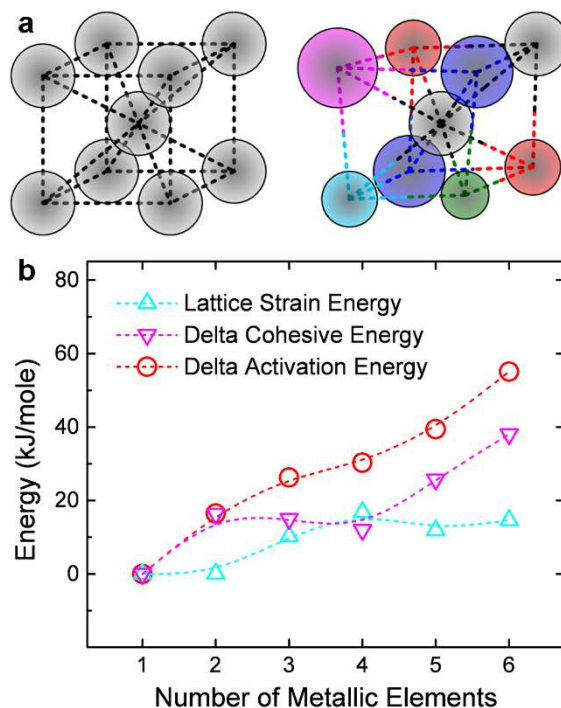 a
b
80
60
40
20
0
Energy (kJ/mole)
Lattice Strain Energy
Delta Cohesive Energy
Delta Activation Energy
1 2 3 4 5 6
Number of Metallic Elements